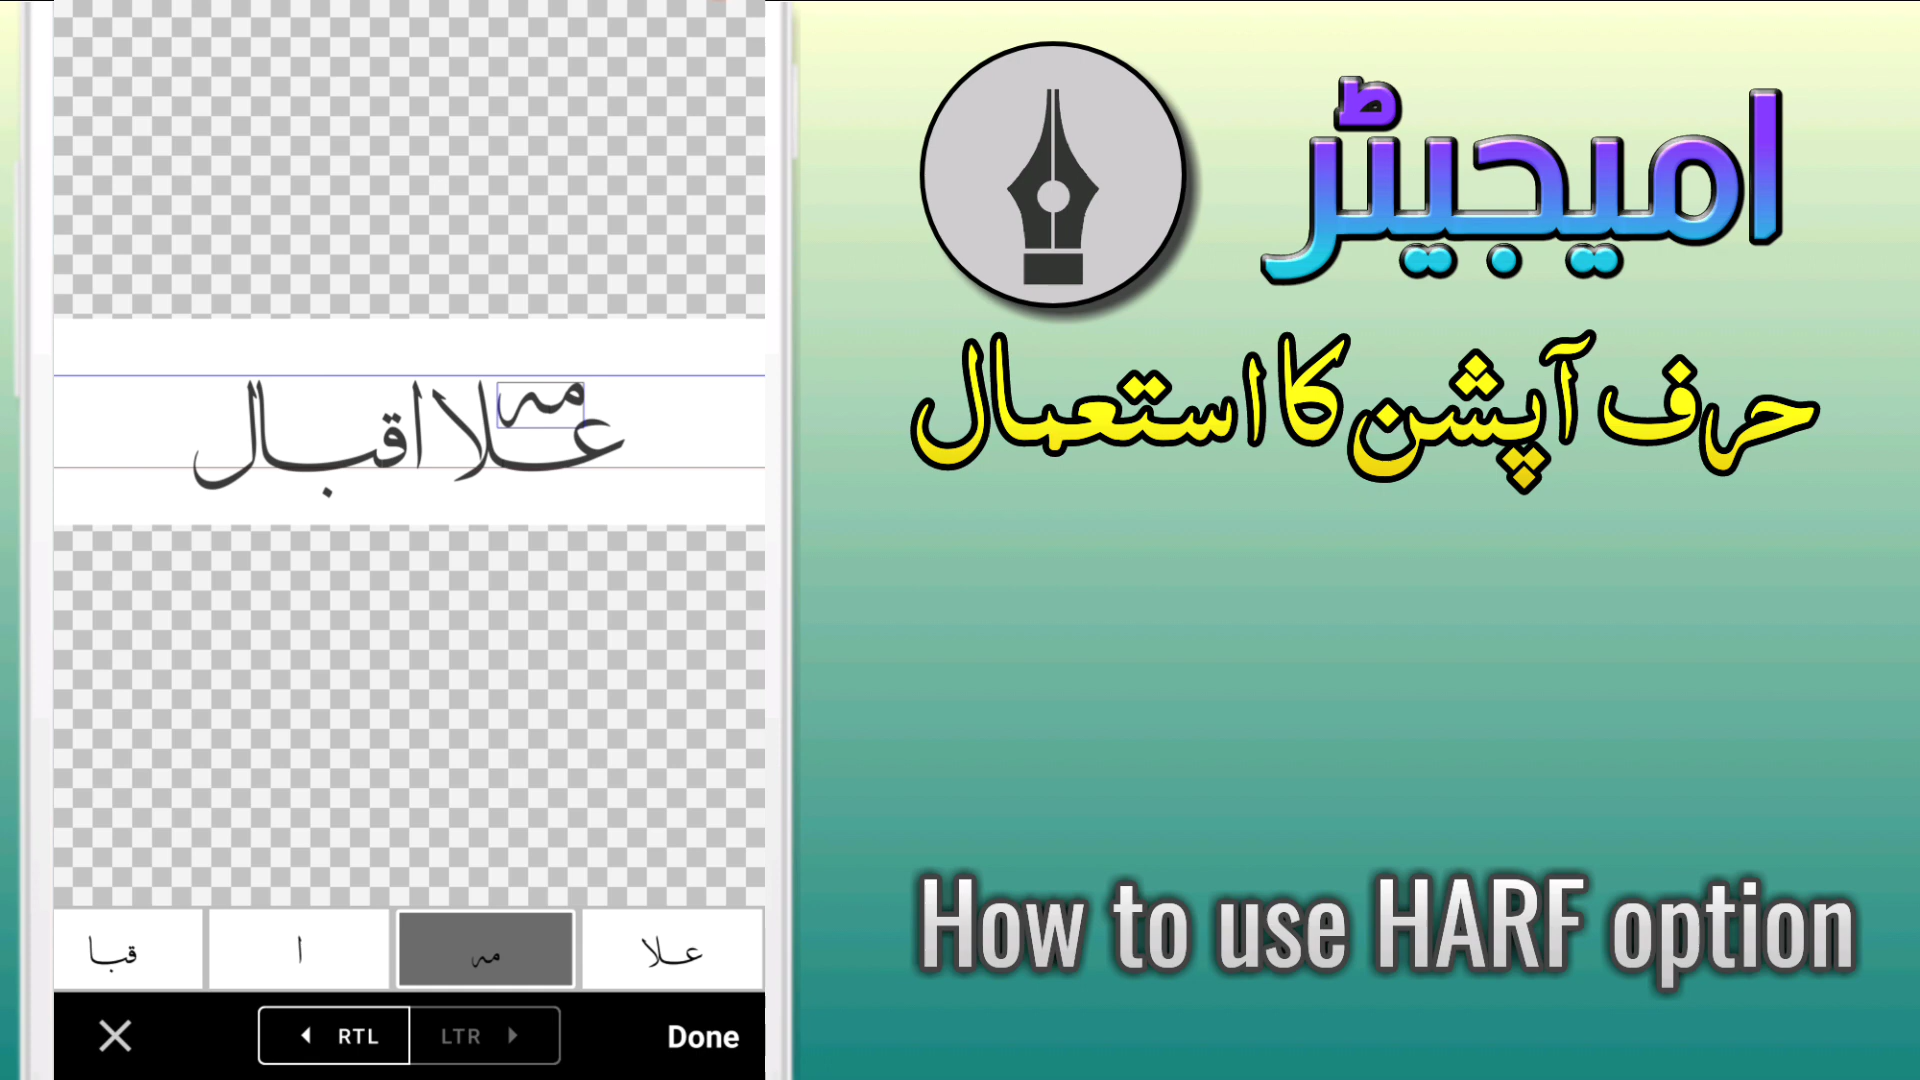 امیجیٹر
حرف آپشن کا استعمال
How to use HARF option
علامہ اقبال
قبا ا مہ علا
RTL LTR Done